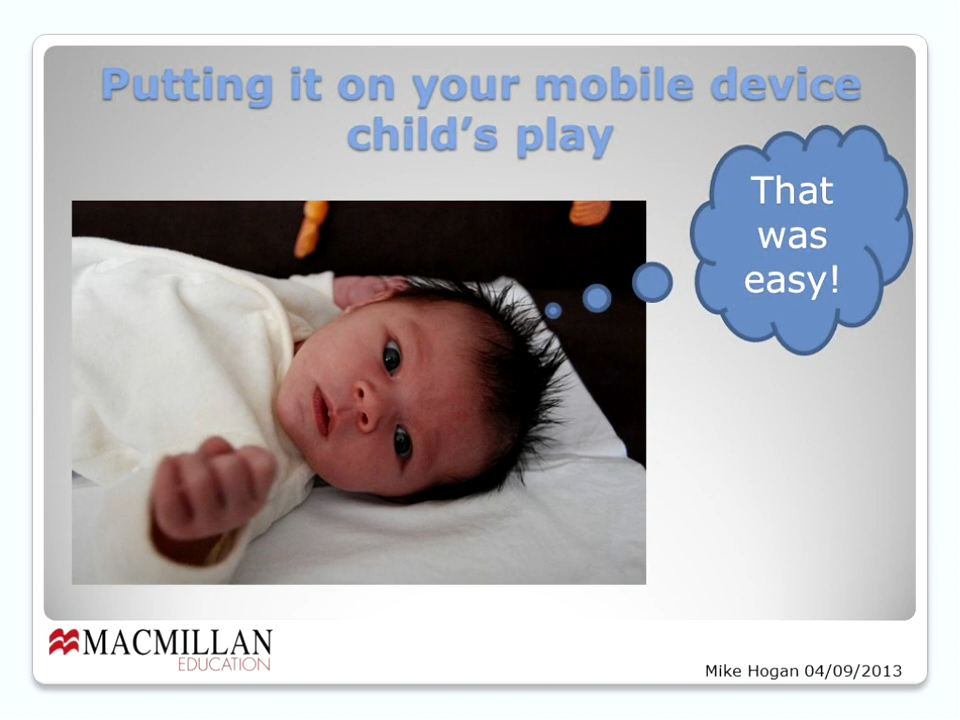 Putting it on your mobile device
child’s play
That
was
easy!
MACMILLAN
EDUCATION
Mike Hogan 04/09/2013